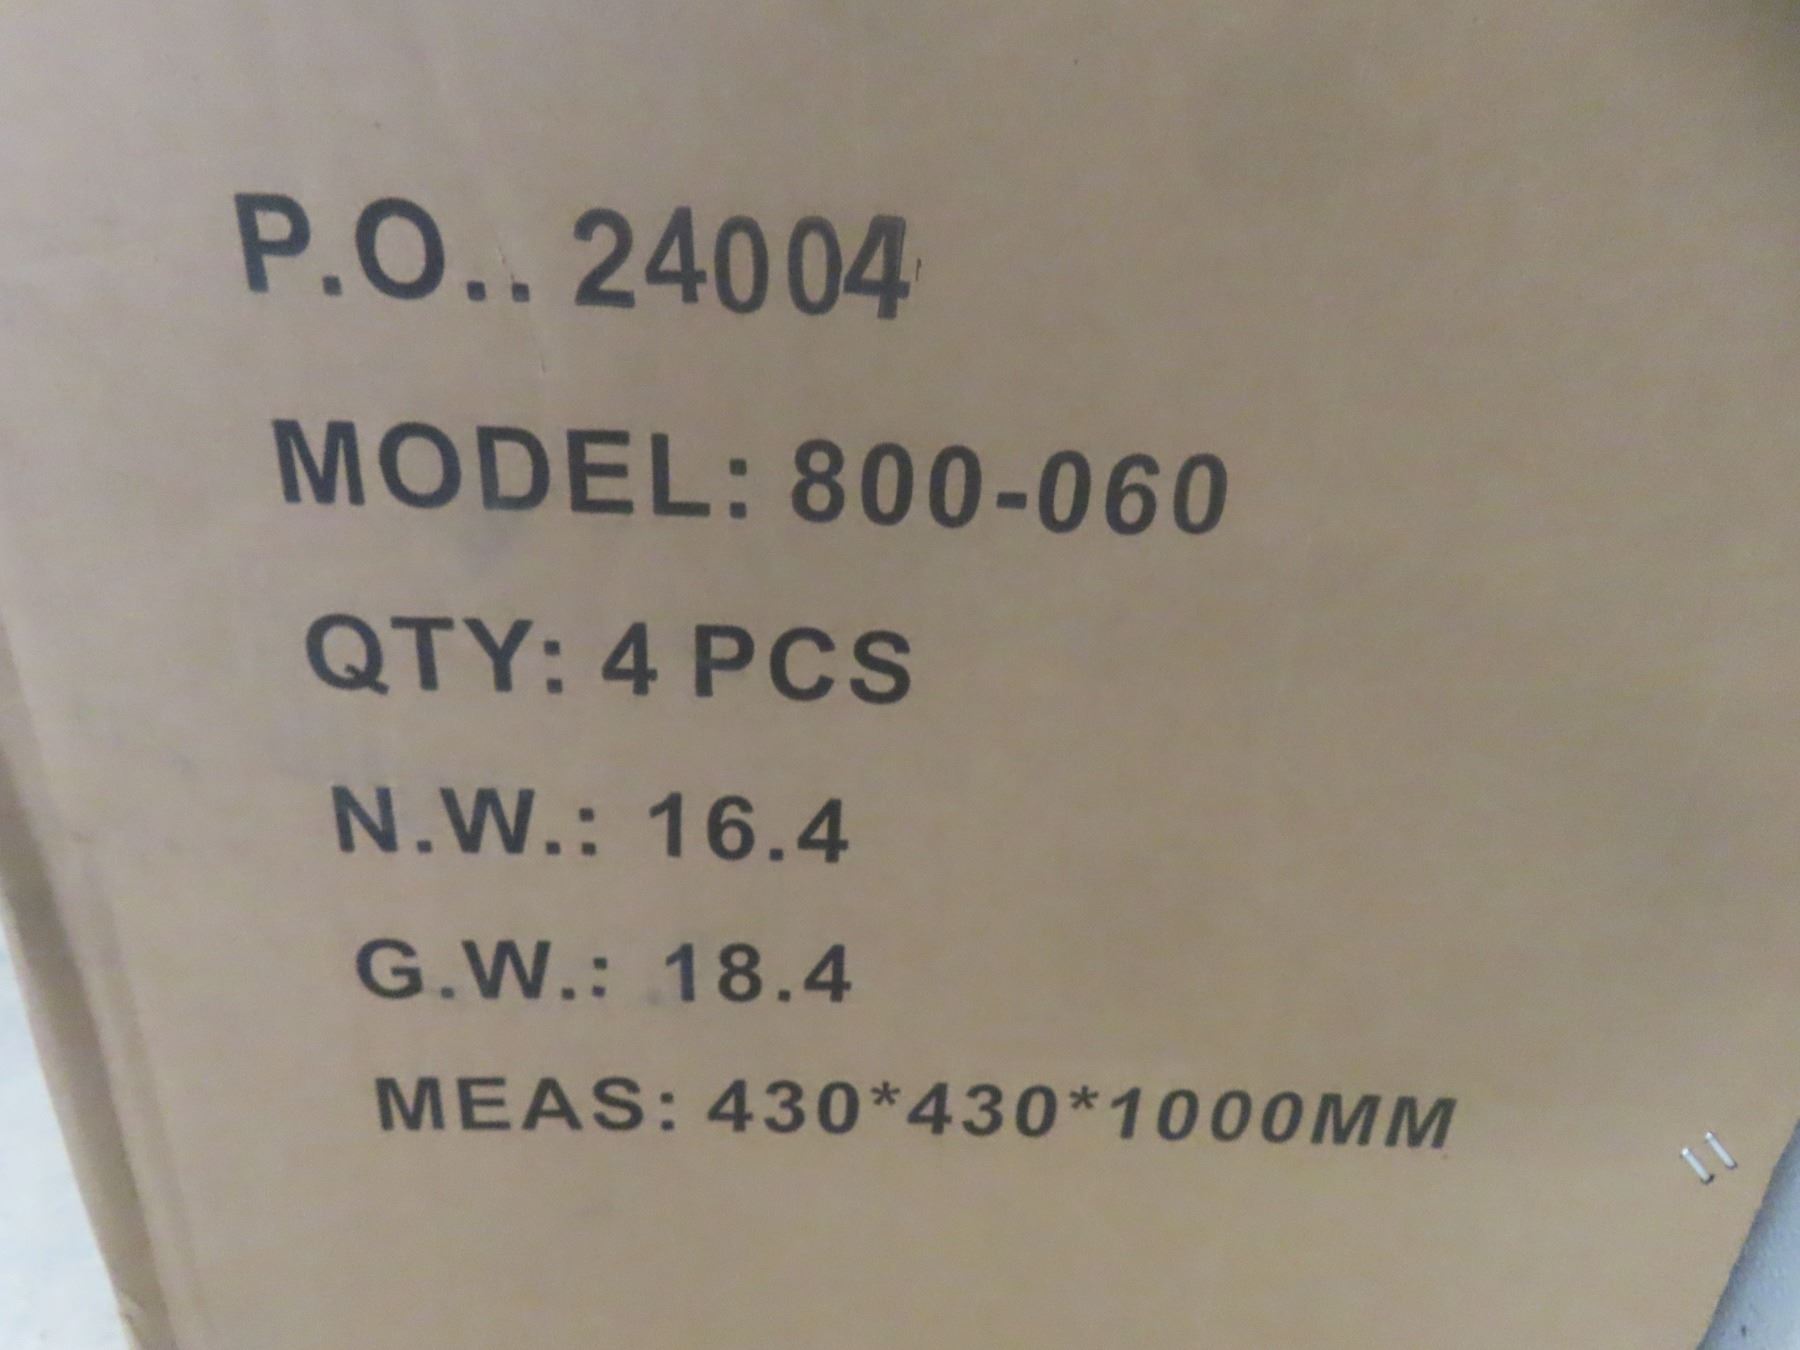 P.O.. 24004
MODEL: 800-060
QTY: 4 PCS
N.W.: 16.4
G.W.: 18.4
MEAS: 430*430*1000MM